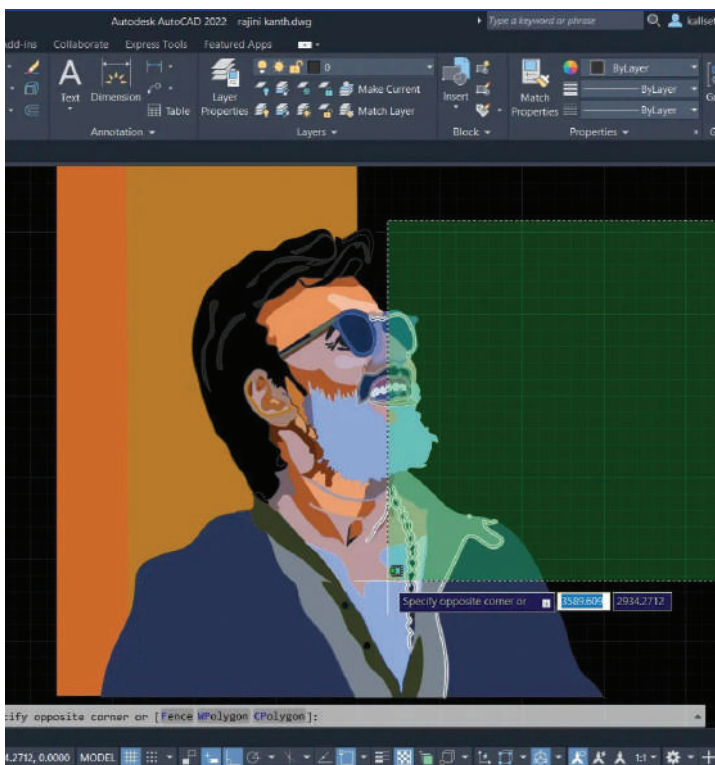 Autodesk AutoCAD 2022 rajini kanth.dwg
Type a keyword or phrase
kaliset
dd-ins Collaborate Express Tools Featured Apps
Text
Dimension
Table
Layer Properties
0
Make Current
Match Layer
Insert
Match Properties
ByLayer
ByLayer
ByLayer
Annotation
Layers
Block
Properties
Specify opposite corner or 3589.609 2934.2712
ify opposite corner or [Fence WPolygon CPolygon]:
4.2712, 0.0000 MODEL 1:1